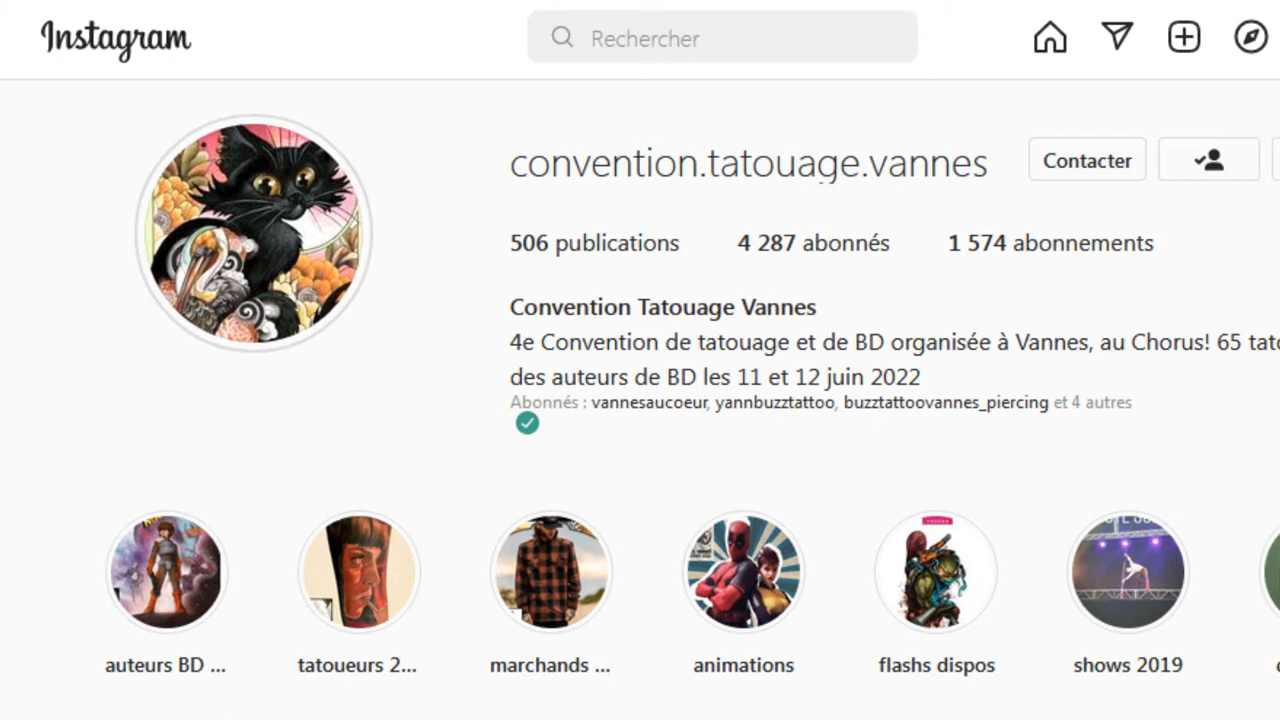 Instagram
Rechercher
convention.tatouage.vannes
Contacter
506 publications
4 287 abonnés
1 574 abonnements
Convention Tatouage Vannes
4e Convention de tatouage et de BD organisée à Vannes, au Chorus! 65
des auteurs de BD les 11 et 12 juin 2022
Abonnés : vannesaucoeur, yannbuzztattoo, buzztattoovannes_piercing et 4 autres
auteurs BD ...
tatoueurs 2...
marchands ...
animations
flashs dispos
shows 2019